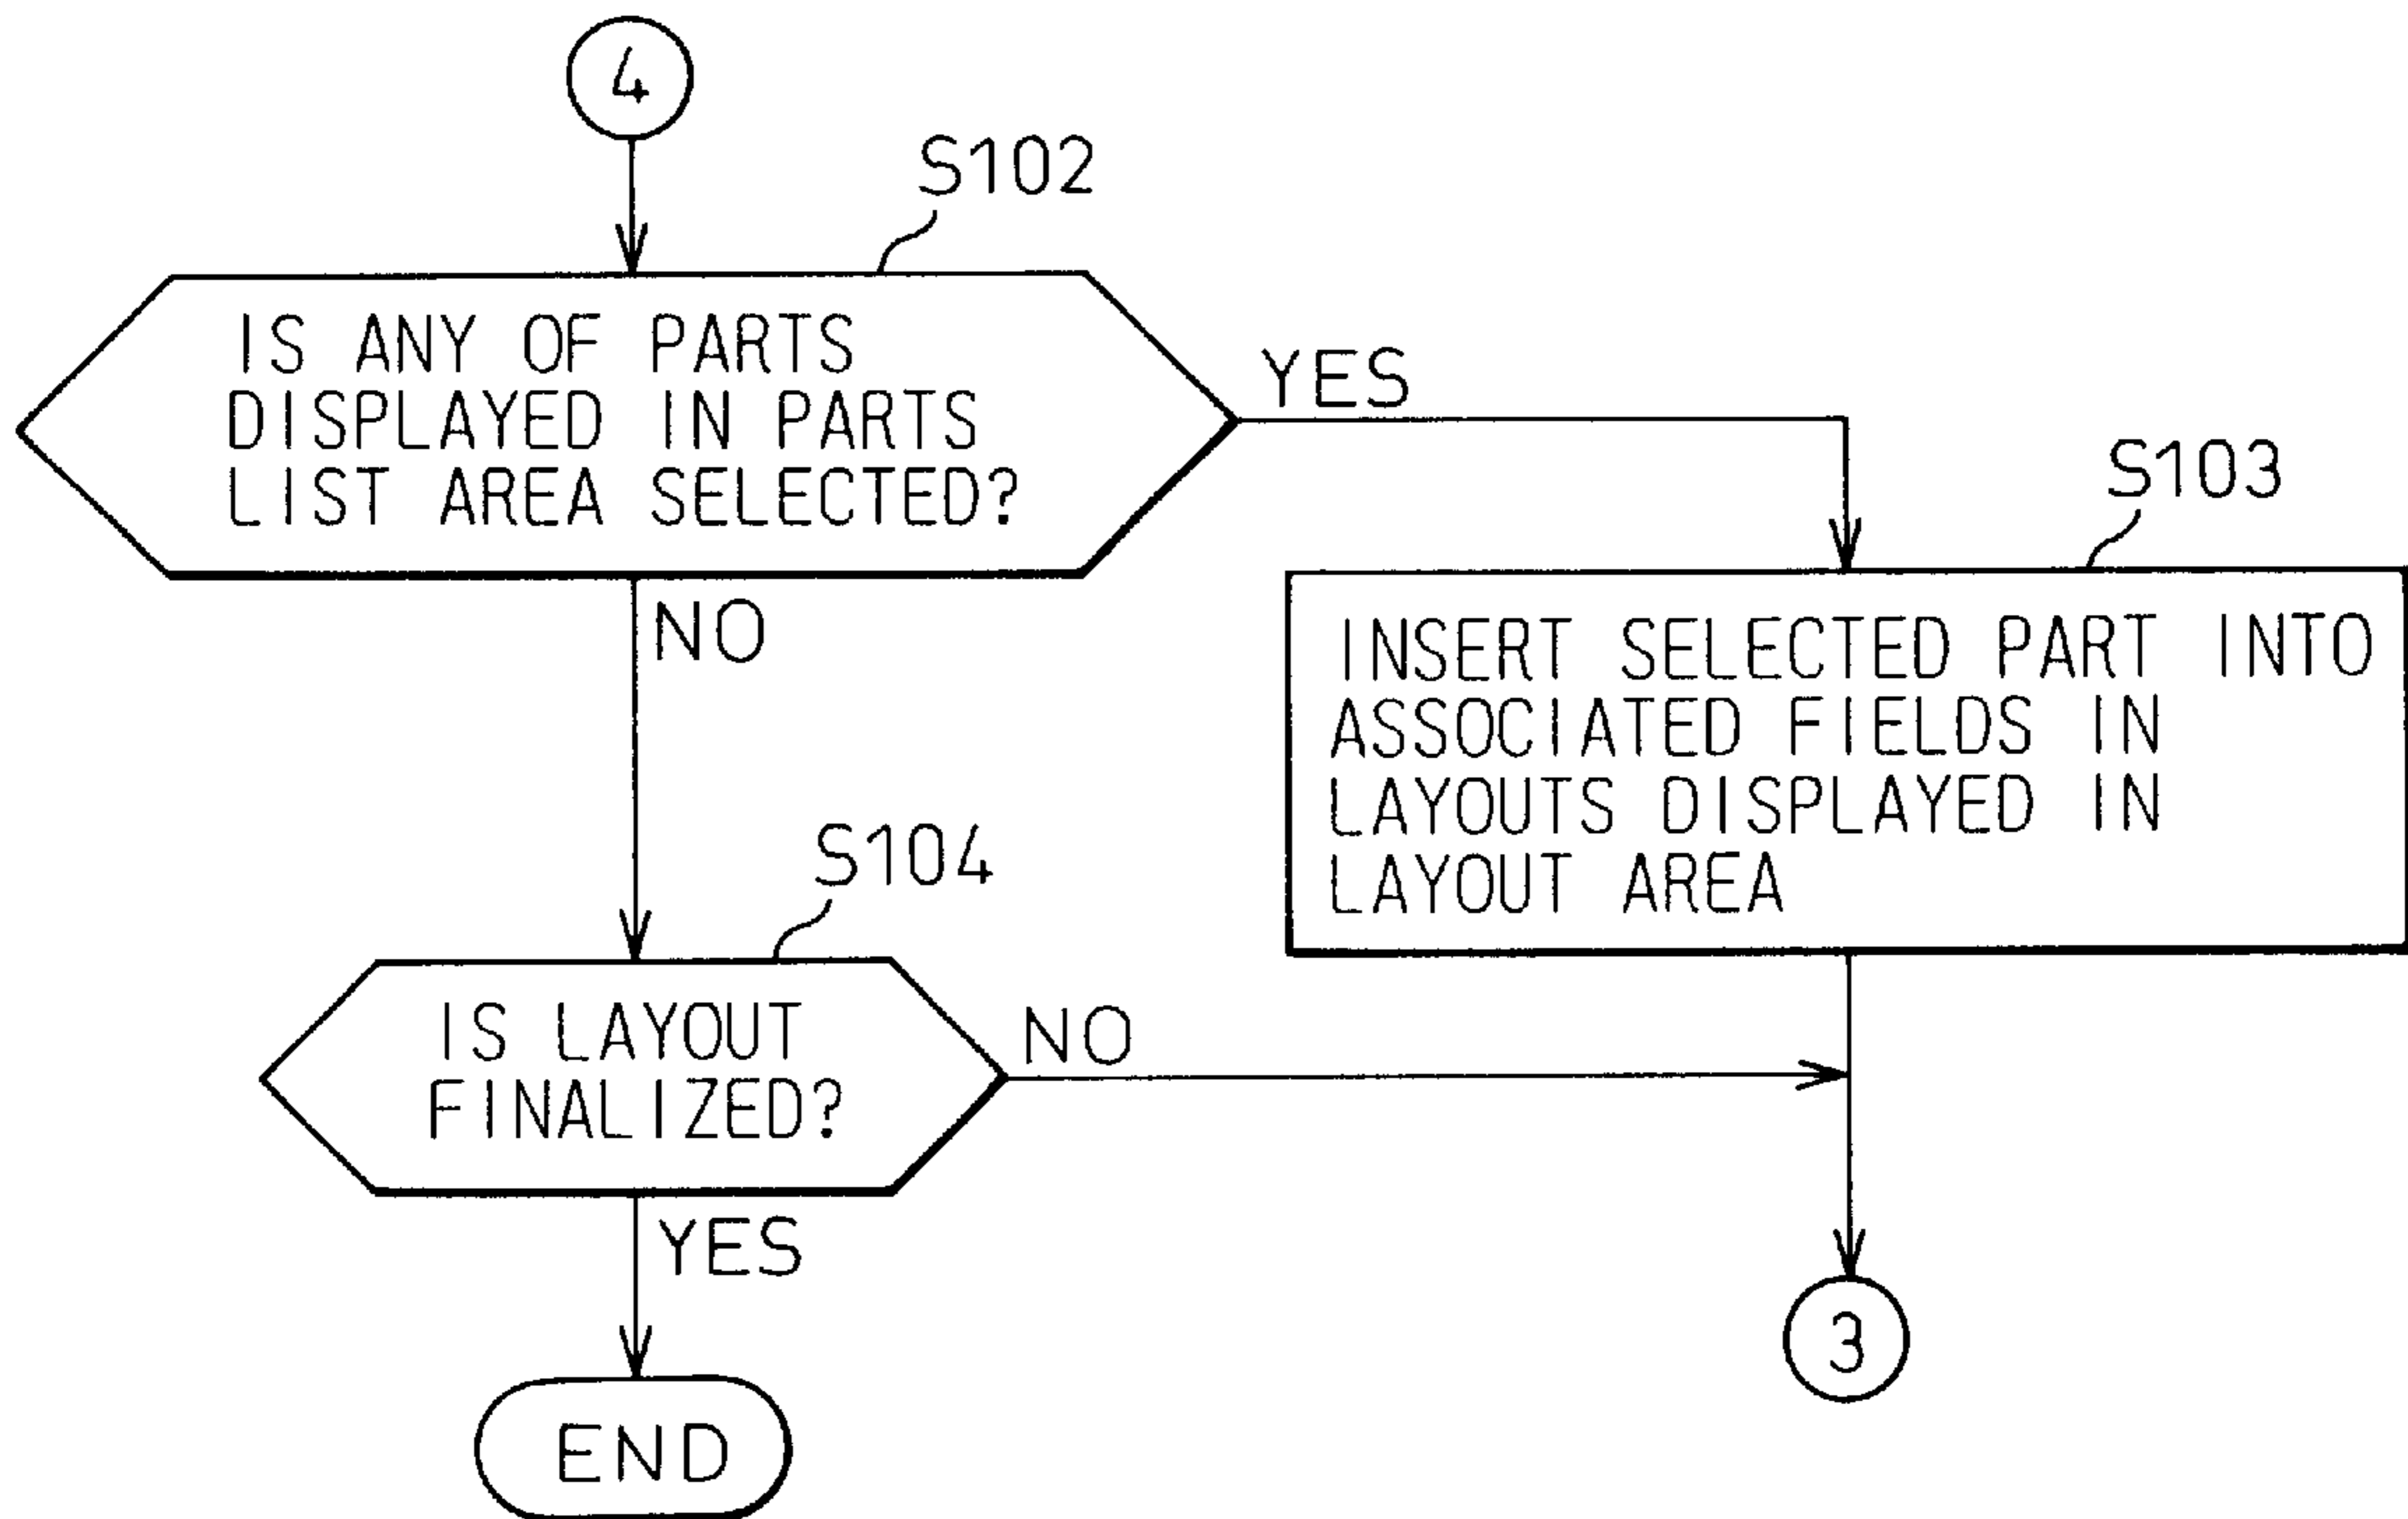 4
S102
IS ANY OF PARTS
DISPLAYED IN PARTS
LIST AREA SELECTED?
YES
S103
INSERT SELECTED PART INTO
ASSOCIATED FIELDS IN
LAYOUTS DISPLAYED IN
LAYOUT AREA
NO
S104
IS LAYOUT
FINALIZED?
NO
YES
3
END